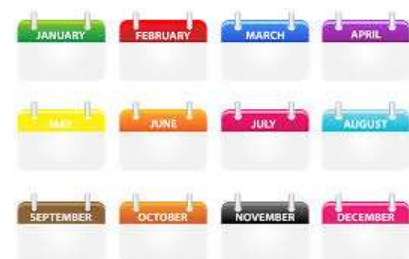 JANUARY FEBRUARY MARCH APRIL
MAY JUNE JULY AUGUST
SEPTEMBER OCTOBER NOVEMBER DECEMBER